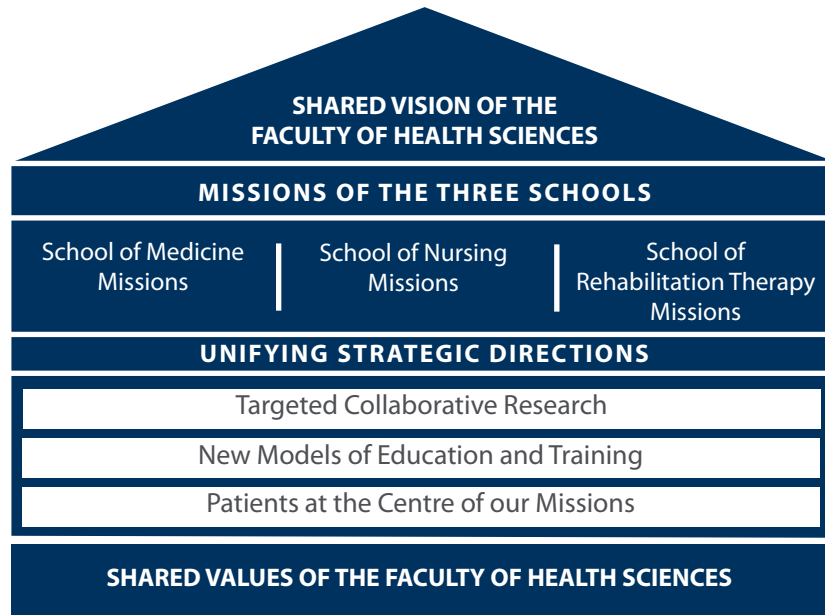 SHARED VISION OF THE
FACULTY OF HEALTH SCIENCES
MISSIONS OF THE THREE SCHOOLS
School of Medicine
Missions
School of Nursing
Missions
School of
Rehabilitation Therapy
Missions
UNIFYING STRATEGIC DIRECTIONS
Targeted Collaborative Research
New Models of Education and Training
Patients at the Centre of our Missions
SHARED VALUES OF THE FACULTY OF HEALTH SCIENCES